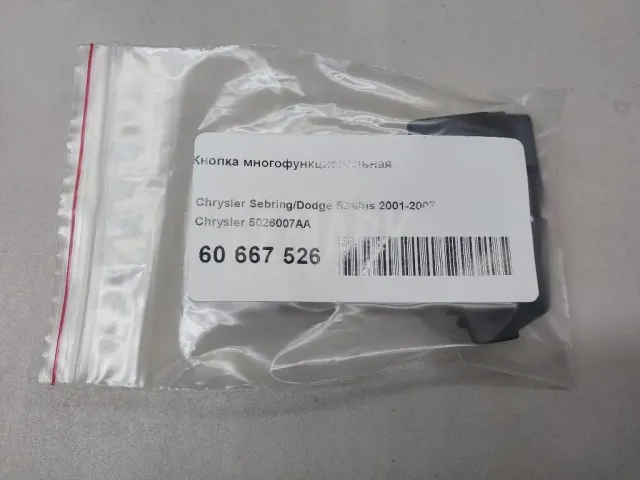 Кнопка многофункциональная
Chrysler Sebring/Dodge Stratus 2001-2007
Chrysler 5026007AA
60 667 526